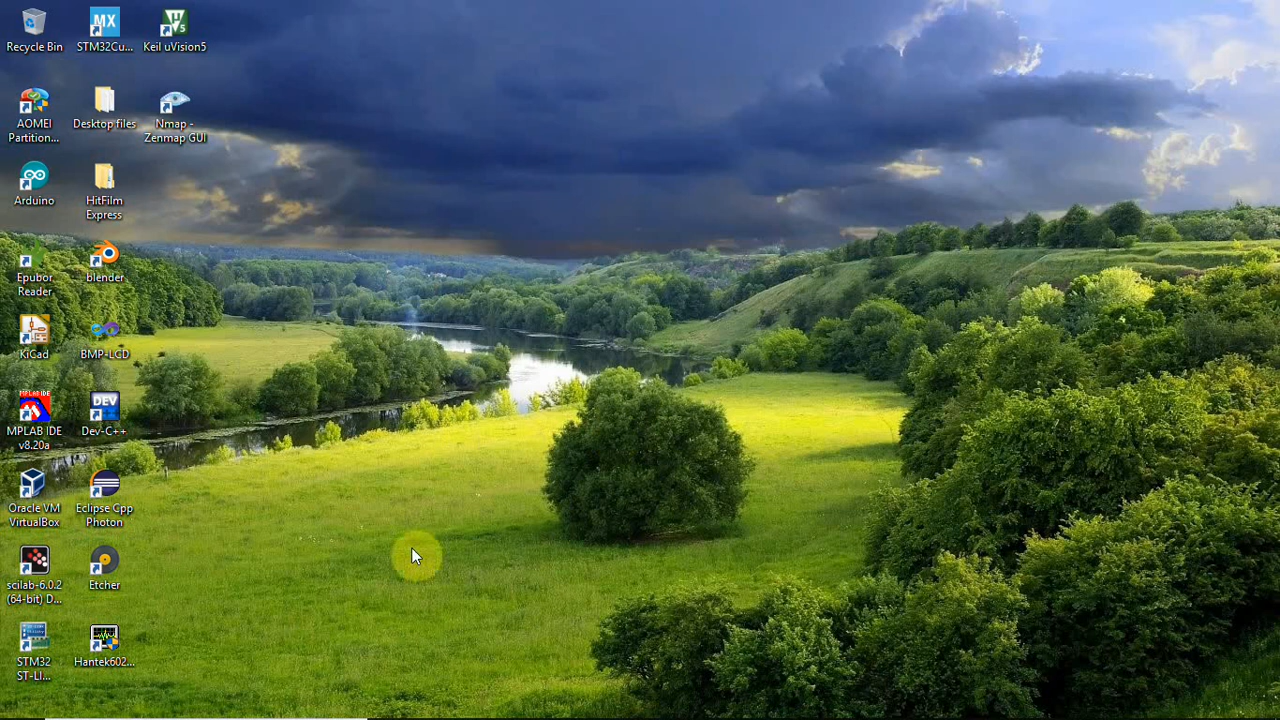 Recycle Bin
STM32Cu...
Keil uVision5
AOMEI
Partition...
Desktop files
Nmap -
Zenmap GUI
Arduino
HitFilm
Express
Epubor
Reader
blender
KiCad
BMP-LCD
MPLAB IDE
v8.20a
Dev-C++
Oracle VM
VirtualBox
Eclipse Cpp
Photon
scilab-6.0.2
(64-bit) D...
Etcher
STM32
ST-LI...
Hantek602...
MX
DEV